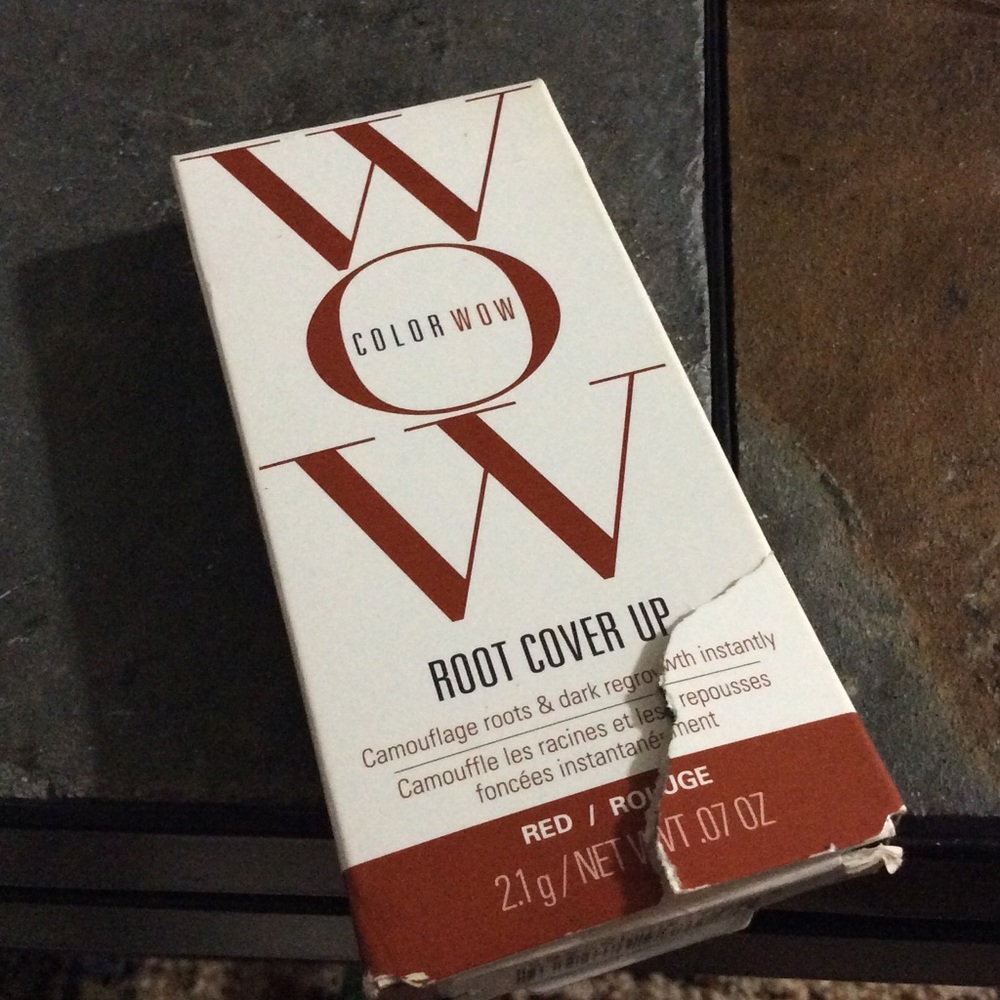 WOW
COLOR WOW
ROOT COVER UP
Camouflage roots & dark regrowth instantly
Camouffle les racines et les repousses
foncées instantanément
RED / ROUGE
2.1 g / NET WT .07 OZ